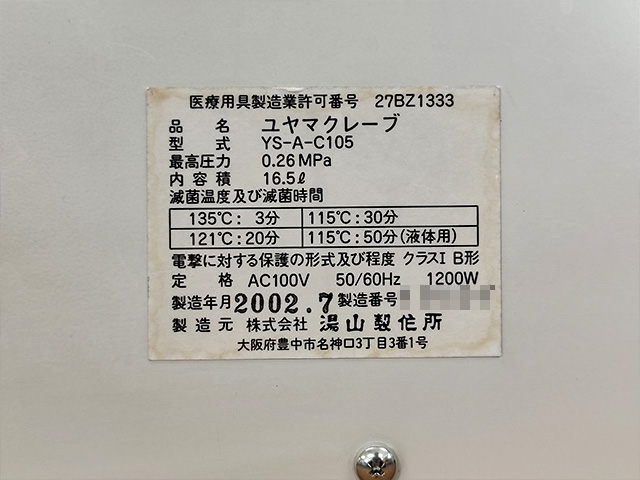 医療用具製造業許可番号 27BZ1333
品名 ユヤマクレーブ
型式 YS-A-C105
最高圧力 0.26MPa
内容積 16.5ℓ
滅菌温度及び滅菌時間
135℃: 3分 115℃:30分
121℃:20分 115℃:50分(液体用)
電撃に対する保護の形式及び程度 クラスⅠ B形
定格 AC100V 50/60Hz 1200W
製造年月 2002.7 製造番号
製造元 株式会社 湯山製作所
大阪府豊中市名神口3丁目3番1号